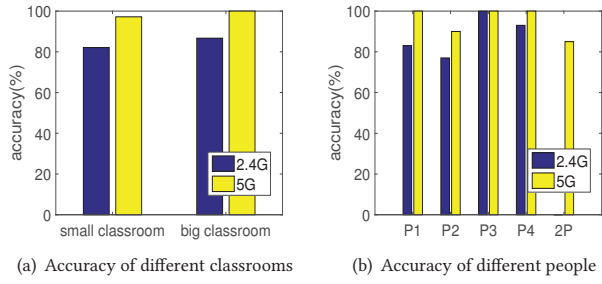 accuracy(%)
100
80
60
40
20
0
2.4G
5G
small classroom big classroom
(a) Accuracy of different classrooms
accuracy(%)
100
80
60
40
20
0
2.4G
5G
P1 P2 P3 P4 2P
(b) Accuracy of different people